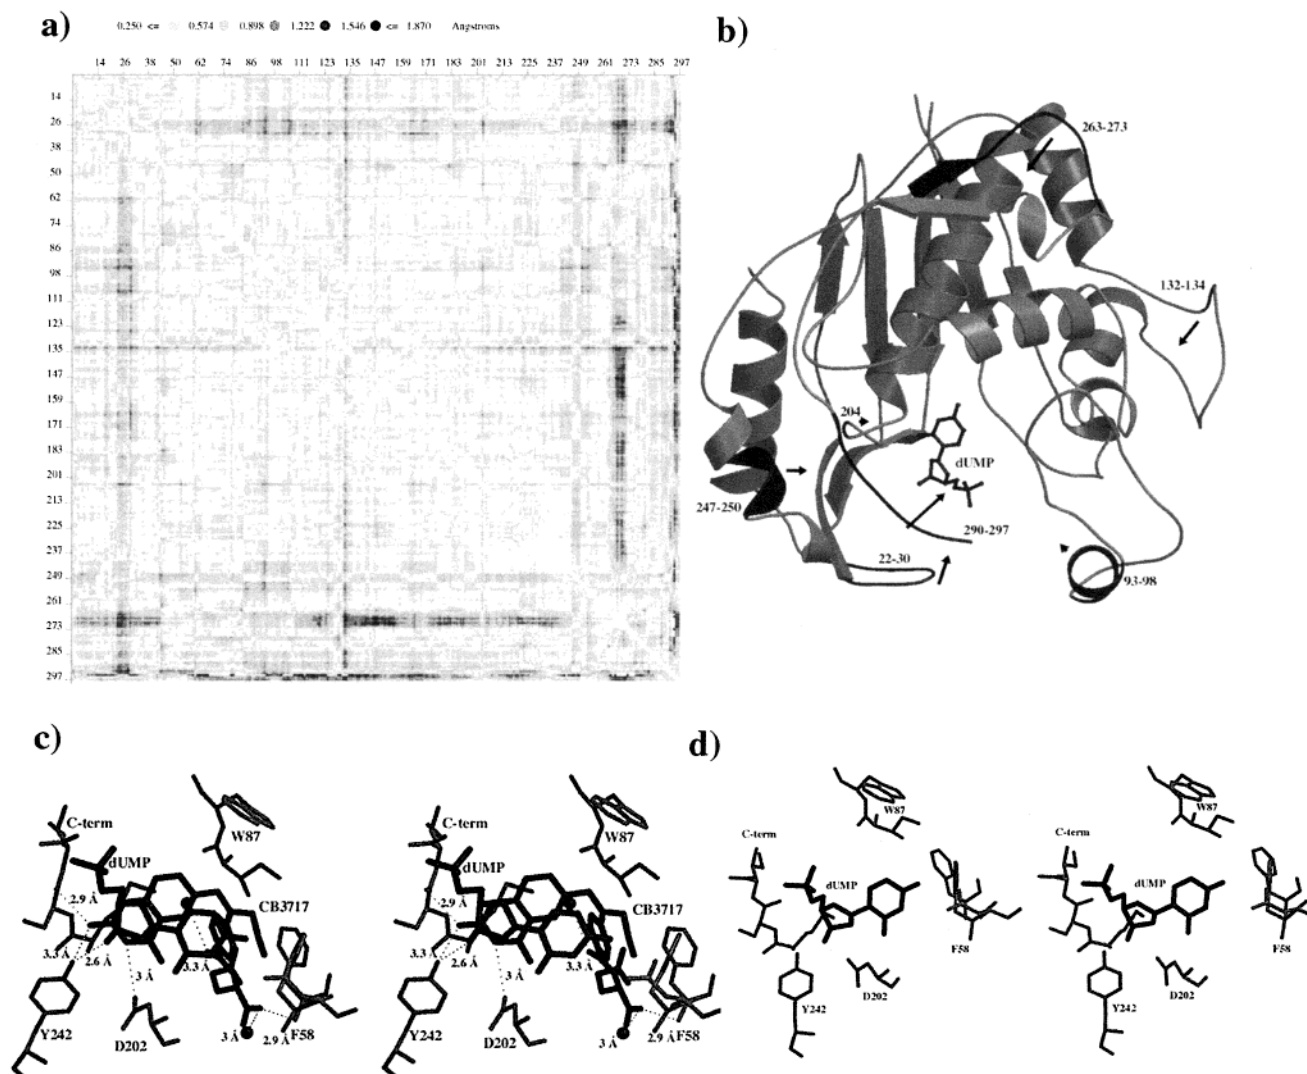 a)
0.250 <= 0.574 0.898 1.222 1.546 <= 1.870 Angstroms
14 26 38 50 62 74 86 98 111 123 135 147 159 171 183 201 213 225 237 249 261 273 285 297
14
26
38
50
62
74
86
98
111
123
135
147
159
171
183
201
213
225
237
249
261
273
285
297
b)
263-273
132-134
204
dUMP
247-250
290-297
22-30
93-98
c)
C-term
W87
dUMP
2.9 Å
CB3717
3.3 Å
2.6 Å
3 Å
3.3 Å
Y242
D202
3 Å
2.9 Å
F58
C-term
W87
dUMP
2.9 Å
CB3717
3.3 Å
2.6 Å
3 Å
3.3 Å
Y242
D202
3 Å
2.9 Å
F58
d)
W87
C-term
dUMP
F58
D202
Y242
W87
C-term
dUMP
F58
D202
Y242